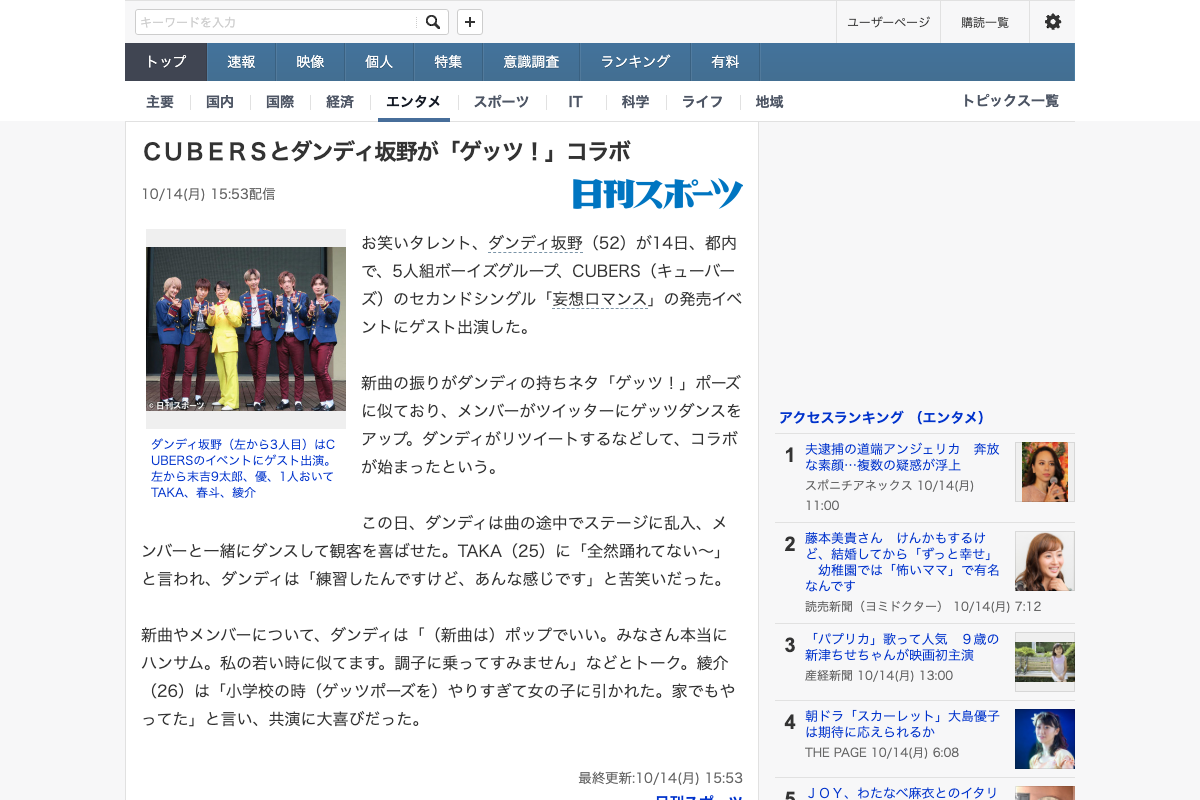 キーワードを入力
ユーザーページ 購読一覧
トップ 速報 映像 個人 特集 意識調査 ランキング 有料
主要 国内 国際 経済 エンタメ スポーツ IT 科学 ライフ 地域 トピックス一覧
ＣＵＢＥＲＳとダンディ坂野が「ゲッツ！」コラボ
10/14(月) 15:53配信
日刊スポーツ
© 日刊スポーツ
ダンディ坂野（左から3人目）はC
UBERSのイベントにゲスト出演。
左から末吉9太郎、優、1人おいて
TAKA、春斗、綾介
お笑いタレント、ダンディ坂野（52）が14日、都内
で、5人組ボーイズグループ、CUBERS（キューバー
ズ）のセカンドシングル「妄想ロマンス」の発売イベ
ントにゲスト出演した。
新曲の振りがダンディの持ちネタ「ゲッツ！」ポーズ
に似ており、メンバーがツイッターにゲッツダンスを
アップ。ダンディがリツイートするなどして、コラボ
が始まったという。
この日、ダンディは曲の途中でステージに乱入、メ
ンバーと一緒にダンスして観客を喜ばせた。TAKA（25）に「全然踊れてない～」
と言われ、ダンディは「練習したんですけど、あんな感じです」と苦笑いだった。
新曲やメンバーについて、ダンディは「（新曲は）ポップでいい。みなさん本当に
ハンサム。私の若い時に似てます。調子に乗ってすみません」などとトーク。綾介
（26）は「小学校の時（ゲッツポーズを）やりすぎて女の子に引かれた。家でもや
ってた」と言い、共演に大喜びだった。
最終更新:10/14(月) 15:53
日刊スポーツ
アクセスランキング （エンタメ）
1
夫逮捕の道端アンジェリカ　奔放
な素顔…複数の疑惑が浮上
スポニチアネックス 10/14(月)
11:00
2
藤本美貴さん　けんかもするけ
ど、結婚してから「ずっと幸せ」
　幼稚園では「怖いママ」で有名
なんです
読売新聞（ヨミドクター） 10/14(月) 7:12
3
「パプリカ」歌って人気　９歳の
新津ちせちゃんが映画初主演
産経新聞 10/14(月) 13:00
4
朝ドラ「スカーレット」大島優子
は期待に応えられるか
THE PAGE 10/14(月) 6:08
5
ＪＯＹ、わたなべ麻衣とのイタリ